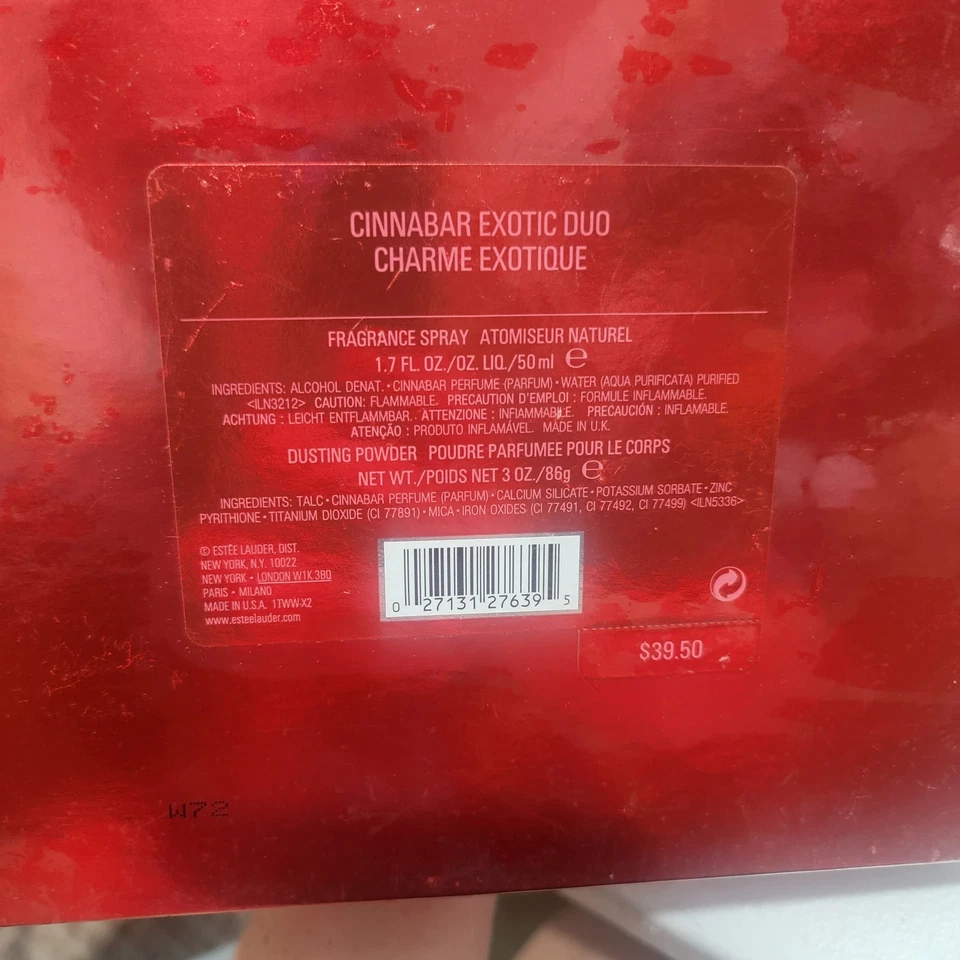 CINNABAR EXOTIC DUO
CHARME EXOTIQUE
FRAGRANCE SPRAY ATOMISEUR NATUREL
1.7 FL. OZ./OZ. LIQ./50 ml ℮
INGREDIENTS: ALCOHOL DENAT. • CINNABAR PERFUME (PARFUM) • WATER (AQUA PURIFICATA) PURIFIED
<ILN3212> CAUTION: FLAMMABLE. PRECAUTION D'EMPLOI : FORMULE INFLAMMABLE.
ACHTUNG : LEICHT ENTFLAMMBAR. ATTENZIONE : INFIAMMABILE. PRECAUCIÓN : INFLAMABLE.
ATENÇÃO : PRODUTO INFLAMÁVEL. MADE IN U.K.
DUSTING POWDER POUDRE PARFUMEE POUR LE CORPS
NET WT./POIDS NET 3 OZ./86g ℮
INGREDIENTS: TALC • CINNABAR PERFUME (PARFUM) • CALCIUM SILICATE • POTASSIUM SORBATE • ZINC
PYRITHIONE • TITANIUM DIOXIDE (CI 77891) • MICA • IRON OXIDES (CI 77491, CI 77492, CI 77499) <ILN5336>
© ESTÉE LAUDER, DIST.
NEW YORK, N.Y. 10022
NEW YORK • LONDON W1K 3BQ
PARIS • MILANO
MADE IN U.S.A. 1TWW-X2
www.esteelauder.com
0 27131 27639 5
$39.50
W72